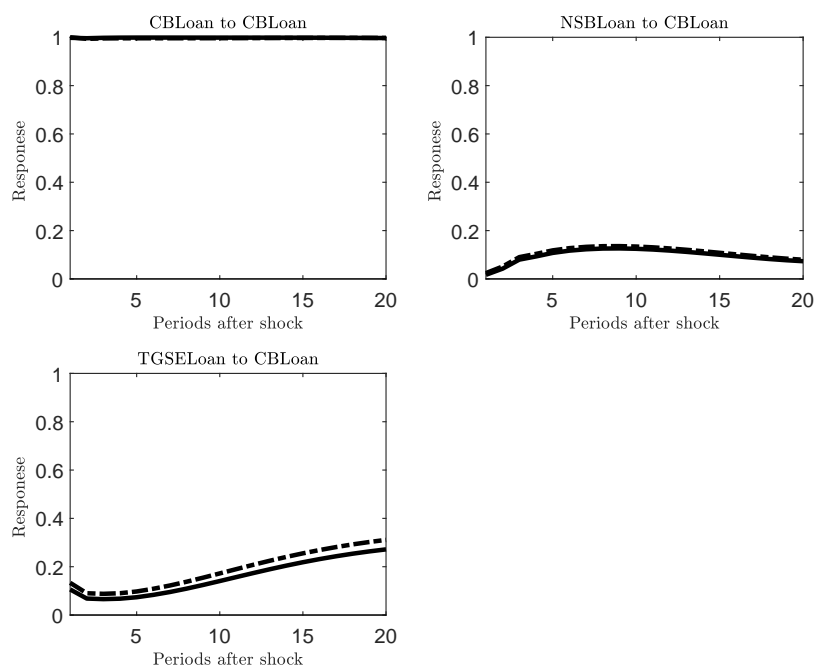 CBLoan to CBLoan
1
0.8
0.6
0.4
0.2
0
Responese
5 10 15 20
Periods after shock
NSBLoan to CBLoan
1
0.8
0.6
0.4
0.2
0
Responese
5 10 15 20
Periods after shock
TGSELoan to CBLoan
1
0.8
0.6
0.4
0.2
0
Responese
5 10 15 20
Periods after shock